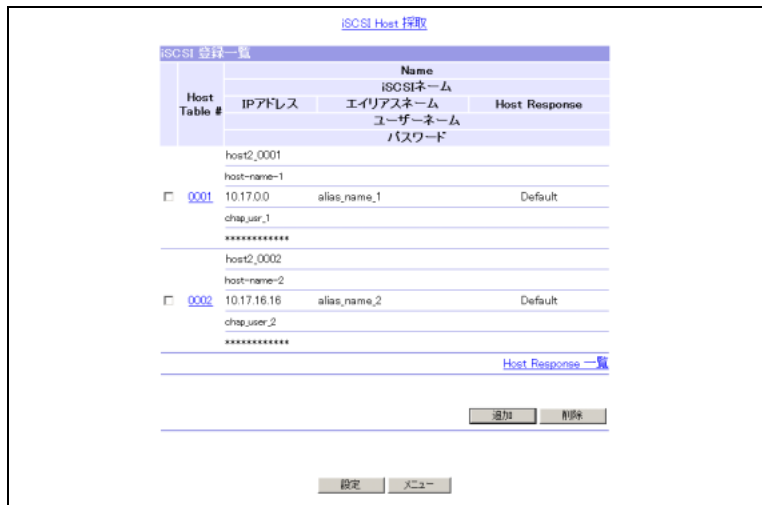 iSCSI Host 採取
iSCSI 登録一覧
Name
iSCSIネーム
Host Table #
IPアドレス エイリアスネーム Host Response
ユーザーネーム
パスワード
host2_0001
host-name-1
0001 10.17.0.0 alias_name_1 Default
chap_usr_1
************
host2_0002
host-name-2
0002 10.17.16.16 alias_name_2 Default
chap_user_2
************
Host Response 一覧
追加 削除
設定 メニュー